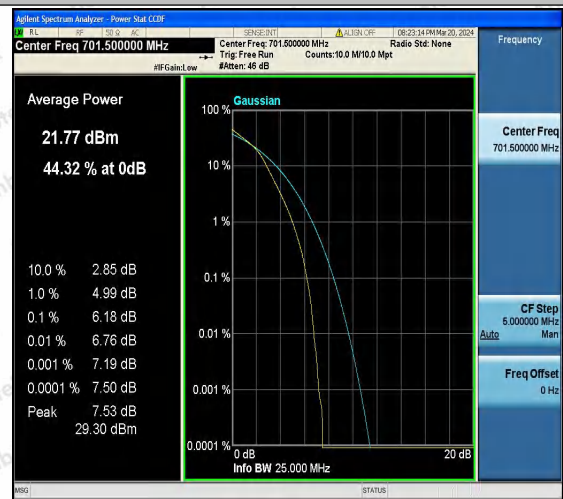 Agilent Spectrum Analyzer - Power Stat CCDF
RL RF 50 Ω AC SENSE:INT ALIGN OFF 08:23:14 PM Mar 20, 2024
Center Freq 701.500000 MHz
Center Freq: 701.500000 MHz Radio Std: None
Trig: Free Run Counts:10.0 M/10.0 Mpt
#IFGain:Low #Atten: 46 dB
Frequency
Average Power
21.77 dBm
44.32 % at 0dB
10.0 % 2.85 dB
1.0 % 4.99 dB
0.1 % 6.18 dB
0.01 % 6.76 dB
0.001 % 7.19 dB
0.0001 % 7.50 dB
Peak 7.53 dB
29.30 dBm
Gaussian
100 %
10 %
1 %
0.1 %
0.01 %
0.001 %
0.0001 %
0 dB 20 dB
Info BW 25.000 MHz
Center Freq
701.500000 MHz
CF Step
5.000000 MHz
Auto Man
Freq Offset
0 Hz
MSG STATUS